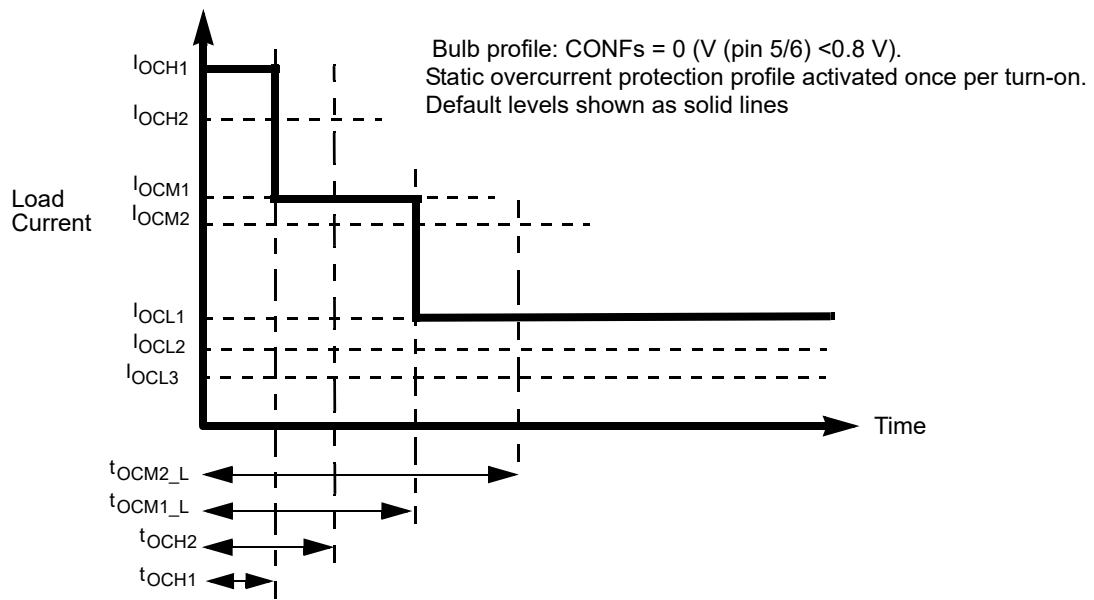 Bulb profile: CONFs = 0 (V (pin 5/6) <0.8 V).
Static overcurrent protection profile activated once per turn-on.
Default levels shown as solid lines
IOCH1
IOCH2
IOCM1
Load
Current
IOCM2
IOCL1
IOCL2
IOCL3
Time
tOCM2_L
tOCM1_L
tOCH2
tOCH1